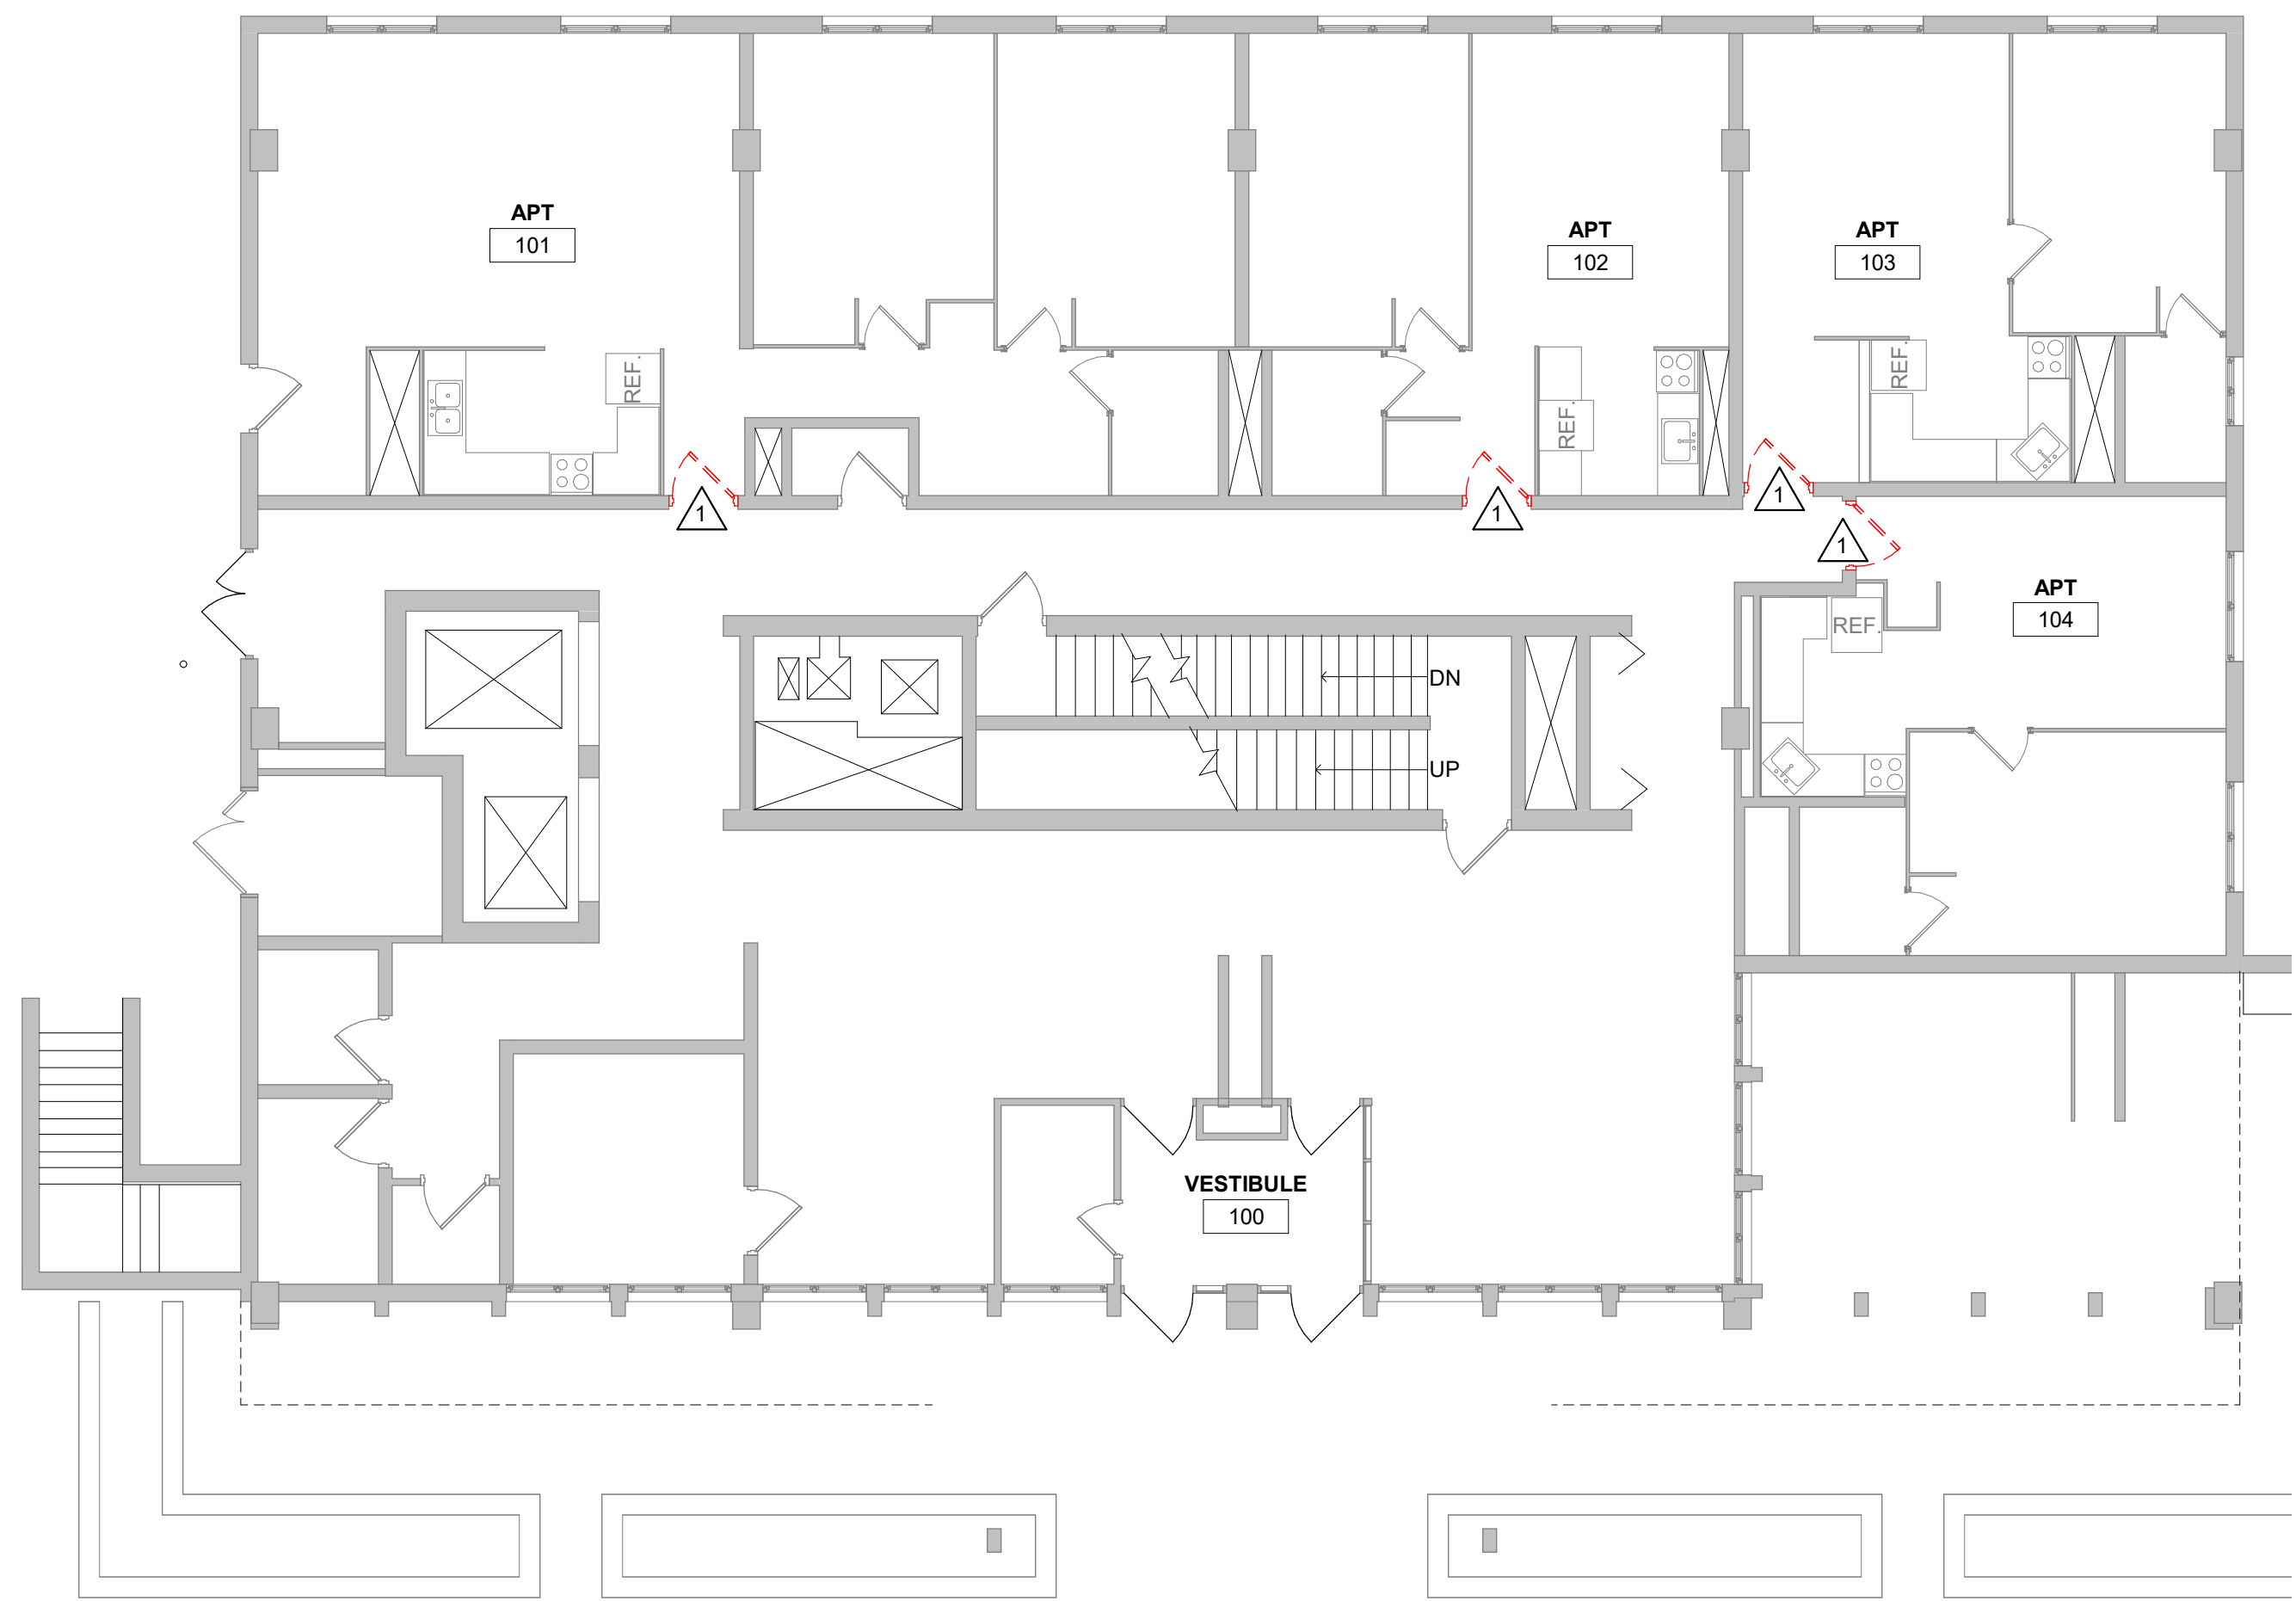 APT
101
APT
102
APT
103
REF.
REF.
REF.
1
1
1
1
APT
104
REF.
DN
UP
VESTIBULE
100